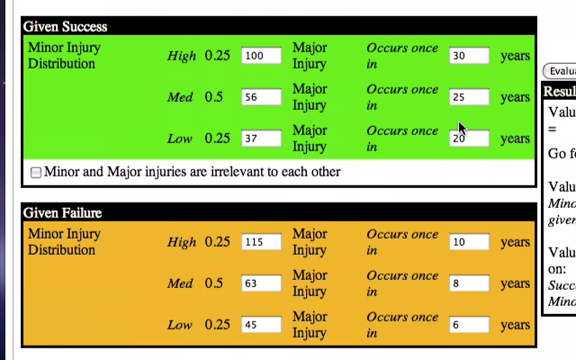 Given Success
Minor Injury Distribution High 0.25 100 Major Injury Occurs once in 30 years
Med 0.5 56 Major Injury Occurs once in 25 years
Low 0.25 37 Major Injury Occurs once in 20 years
Minor and Major injuries are irrelevant to each other
Given Failure
Minor Injury Distribution High 0.25 115 Major Injury Occurs once in 10 years
Med 0.5 63 Major Injury Occurs once in 8 years
Low 0.25 45 Major Injury Occurs once in 6 years
Evalua
Resul
Valu
=
Go fo
Valu
Mino
given
Valu
on:
Succ
Mino